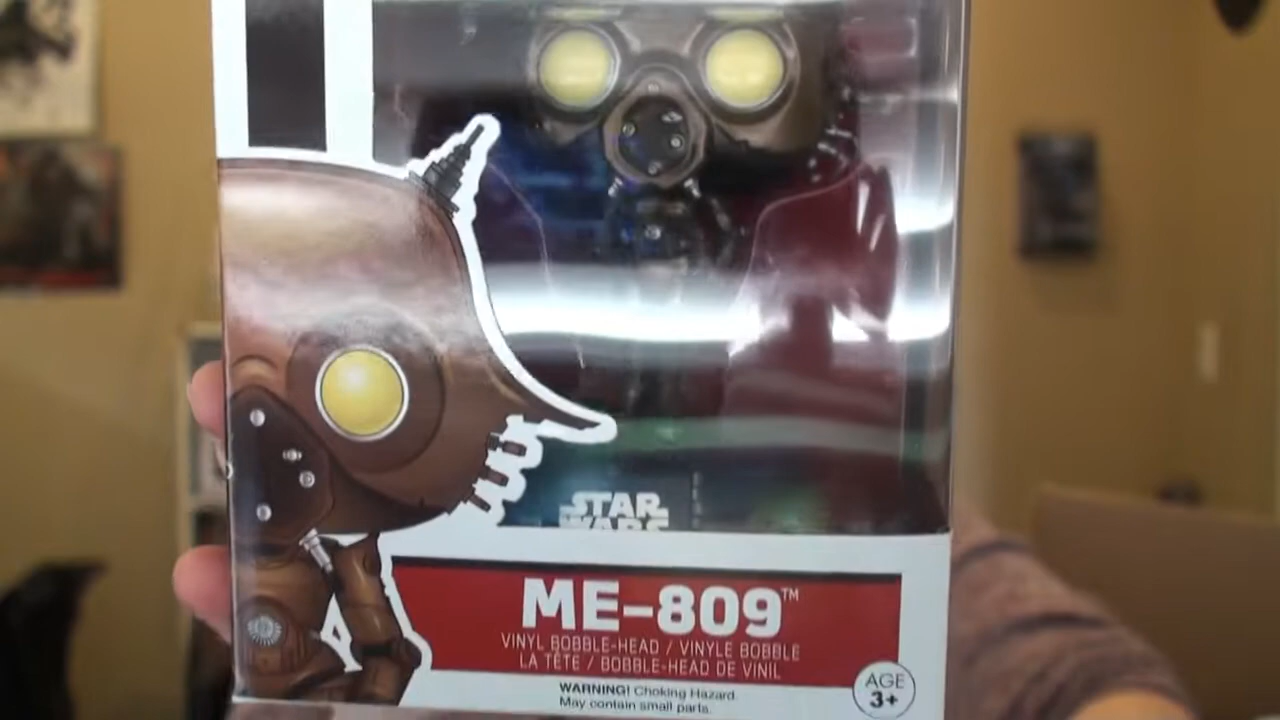 STAR
WARS
ME-809™
VINYL BOBBLE-HEAD / VINYLE BOBBLE
LA TÊTE / BOBBLE-HEAD DE VINIL
WARNING! Choking Hazard.
May contain small parts.
AGE
3+